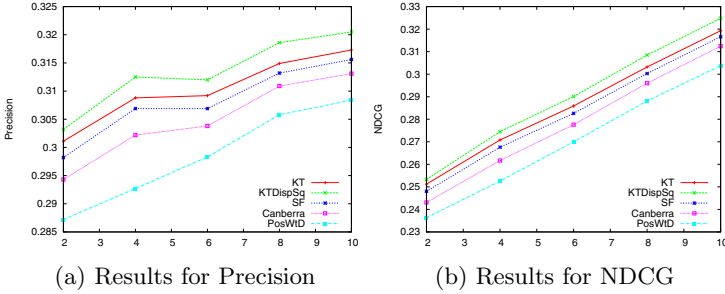 0.325
0.32
0.315
0.31
0.305
0.3
0.295
0.29
0.285
Precision
KT
KTDispSq
SF
Canberra
PosWtD
2 3 4 5 6 7 8 9 10
(a) Results for Precision
0.33
0.32
0.31
0.3
0.29
0.28
0.27
0.26
0.25
0.24
0.23
NDCG
KT
KTDispSq
SF
Canberra
PosWtD
2 3 4 5 6 7 8 9 10
(b) Results for NDCG